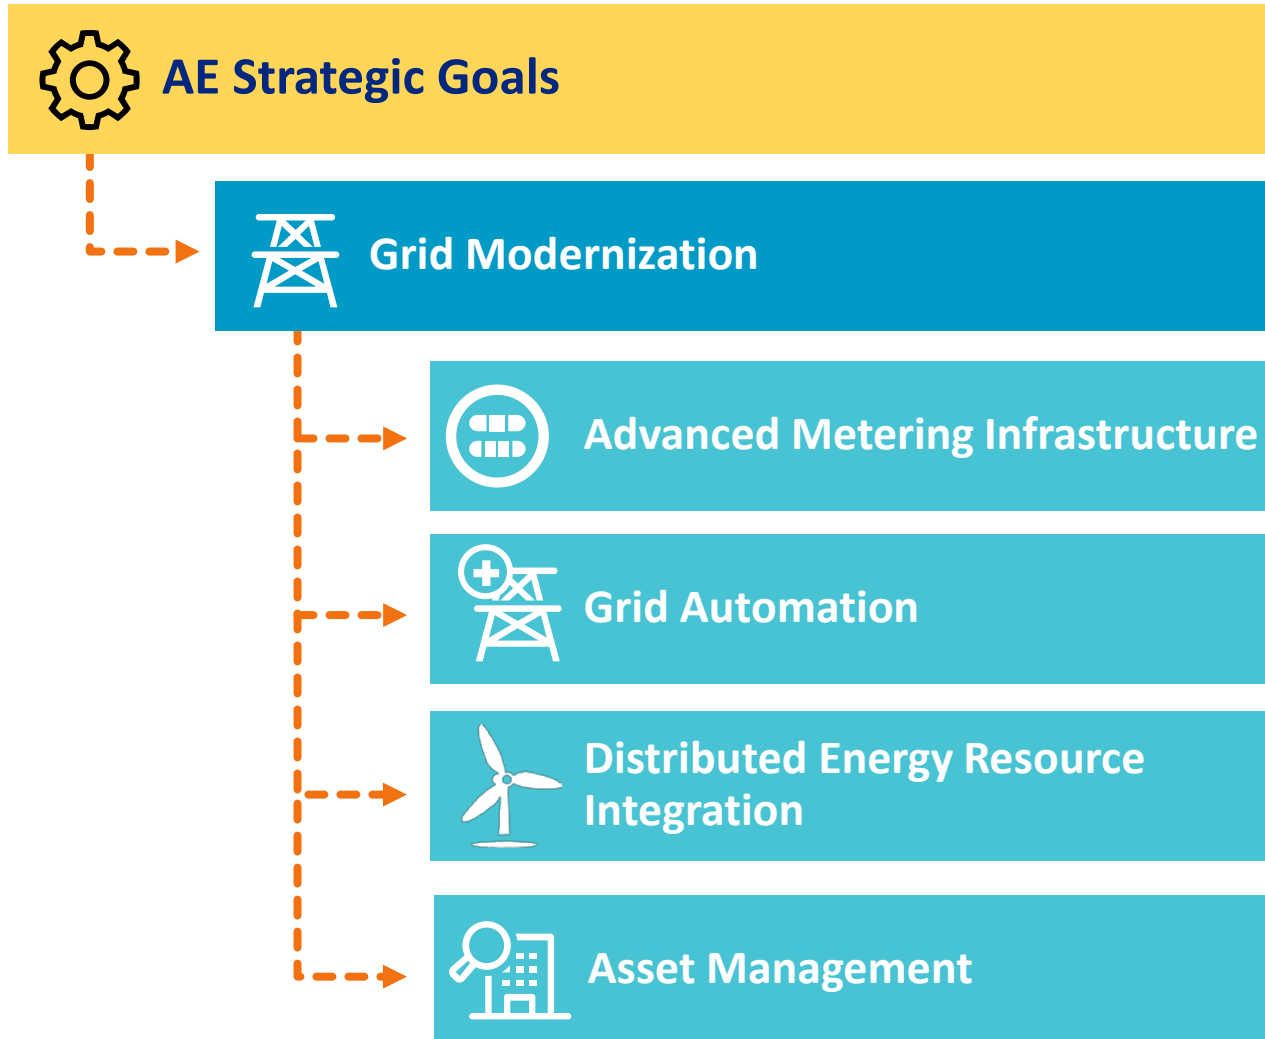 AE Strategic Goals
Grid Modernization
Advanced Metering Infrastructure
Grid Automation
Distributed Energy Resource
Integration
Asset Management